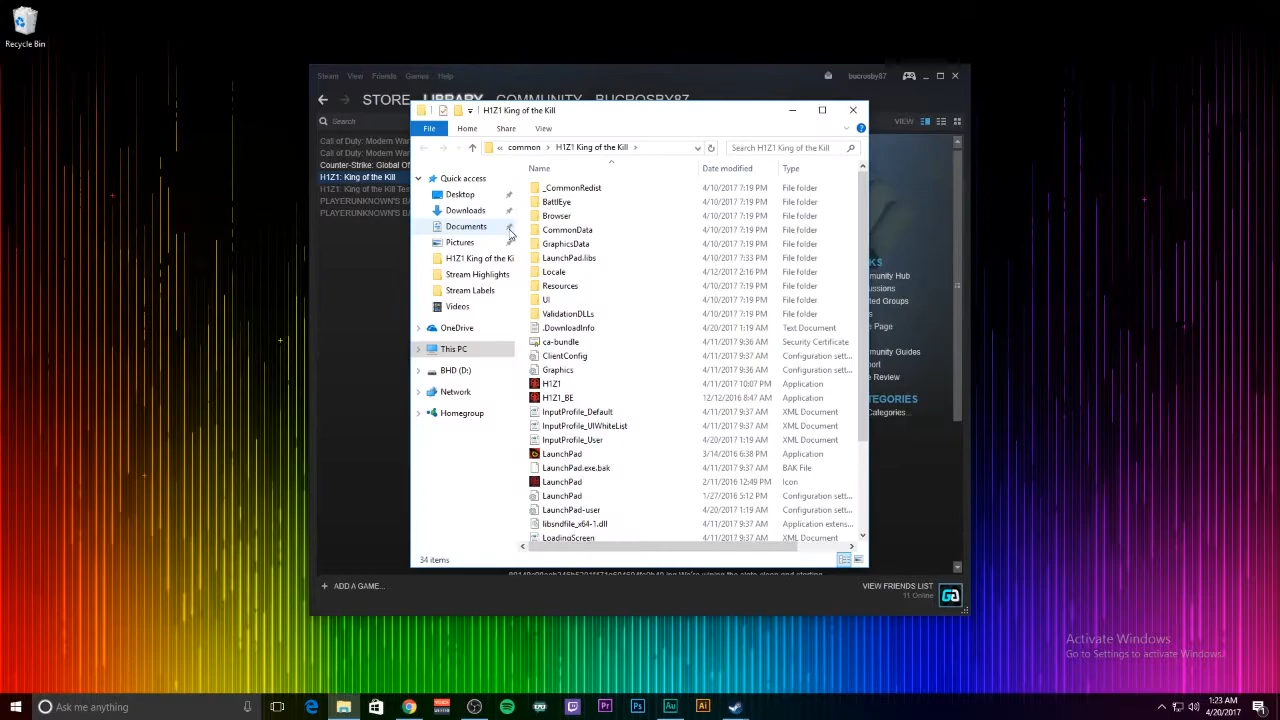 Recycle Bin
Steam View Friends Games Help
bucrosby87
STORE LIBRARY COMMUNITY BUCROSBY87
Search
VIEW
Call of Duty: Modern War
Call of Duty: Modern War
Counter-Strike: Global Of
H1Z1: King of the Kill
H1Z1: King of the Kill Tes
PLAYERUNKNOWN'S BA
PLAYERUNKNOWN'S BA
H1Z1 King of the Kill
File Home Share View
« common > H1Z1 King of the Kill >
Search H1Z1 King of the Kill
Quick access
Desktop
Downloads
Documents
Pictures
H1Z1 King of the Ki
Stream Highlights
Stream Labels
Videos
OneDrive
This PC
BHD (D:)
Network
Homegroup
Name Date modified Type
_CommonRedist 4/10/2017 7:19 PM File folder
BattlEye 4/10/2017 7:19 PM File folder
Browser 4/10/2017 7:19 PM File folder
CommonData 4/10/2017 7:19 PM File folder
GraphicsData 4/10/2017 7:19 PM File folder
LaunchPad.libs 4/10/2017 7:33 PM File folder
Locale 4/12/2017 2:16 PM File folder
Resources 4/10/2017 7:19 PM File folder
UI 4/10/2017 7:19 PM File folder
ValidationDLLs 4/10/2017 7:19 PM File folder
.DownloadInfo 4/20/2017 1:19 AM Text Document
ca-bundle 4/11/2017 9:36 AM Security Certificate
ClientConfig 4/11/2017 9:37 AM Configuration sett...
Graphics 4/11/2017 9:36 AM Configuration sett...
H1Z1 4/11/2017 10:07 PM Application
H1Z1_BE 12/12/2016 8:47 AM Application
InputProfile_Default 4/11/2017 9:37 AM XML Document
InputProfile_UIWhiteList 4/11/2017 9:37 AM XML Document
InputProfile_User 4/20/2017 1:19 AM XML Document
LaunchPad 3/14/2016 6:38 PM Application
LaunchPad.exe.bak 4/11/2017 9:37 AM BAK File
LaunchPad 2/11/2016 12:49 PM Icon
LaunchPad 1/27/2016 5:12 PM Configuration sett...
LaunchPad-user 4/20/2017 1:19 AM Configuration sett...
libsndfile_x64-1.dll 4/11/2017 9:37 AM Application extens...
LoadingScreen 4/11/2017 9:37 AM XML Document
34 items
KS
Hub
Groups
Page
Guides
Review
EGORIES
Categories...
ADD A GAME...
VIEW FRIENDS LIST
11 Online
Activate Windows
Go to Settings to activate Windows.
Ask me anything
1:23 AM
4/20/2017